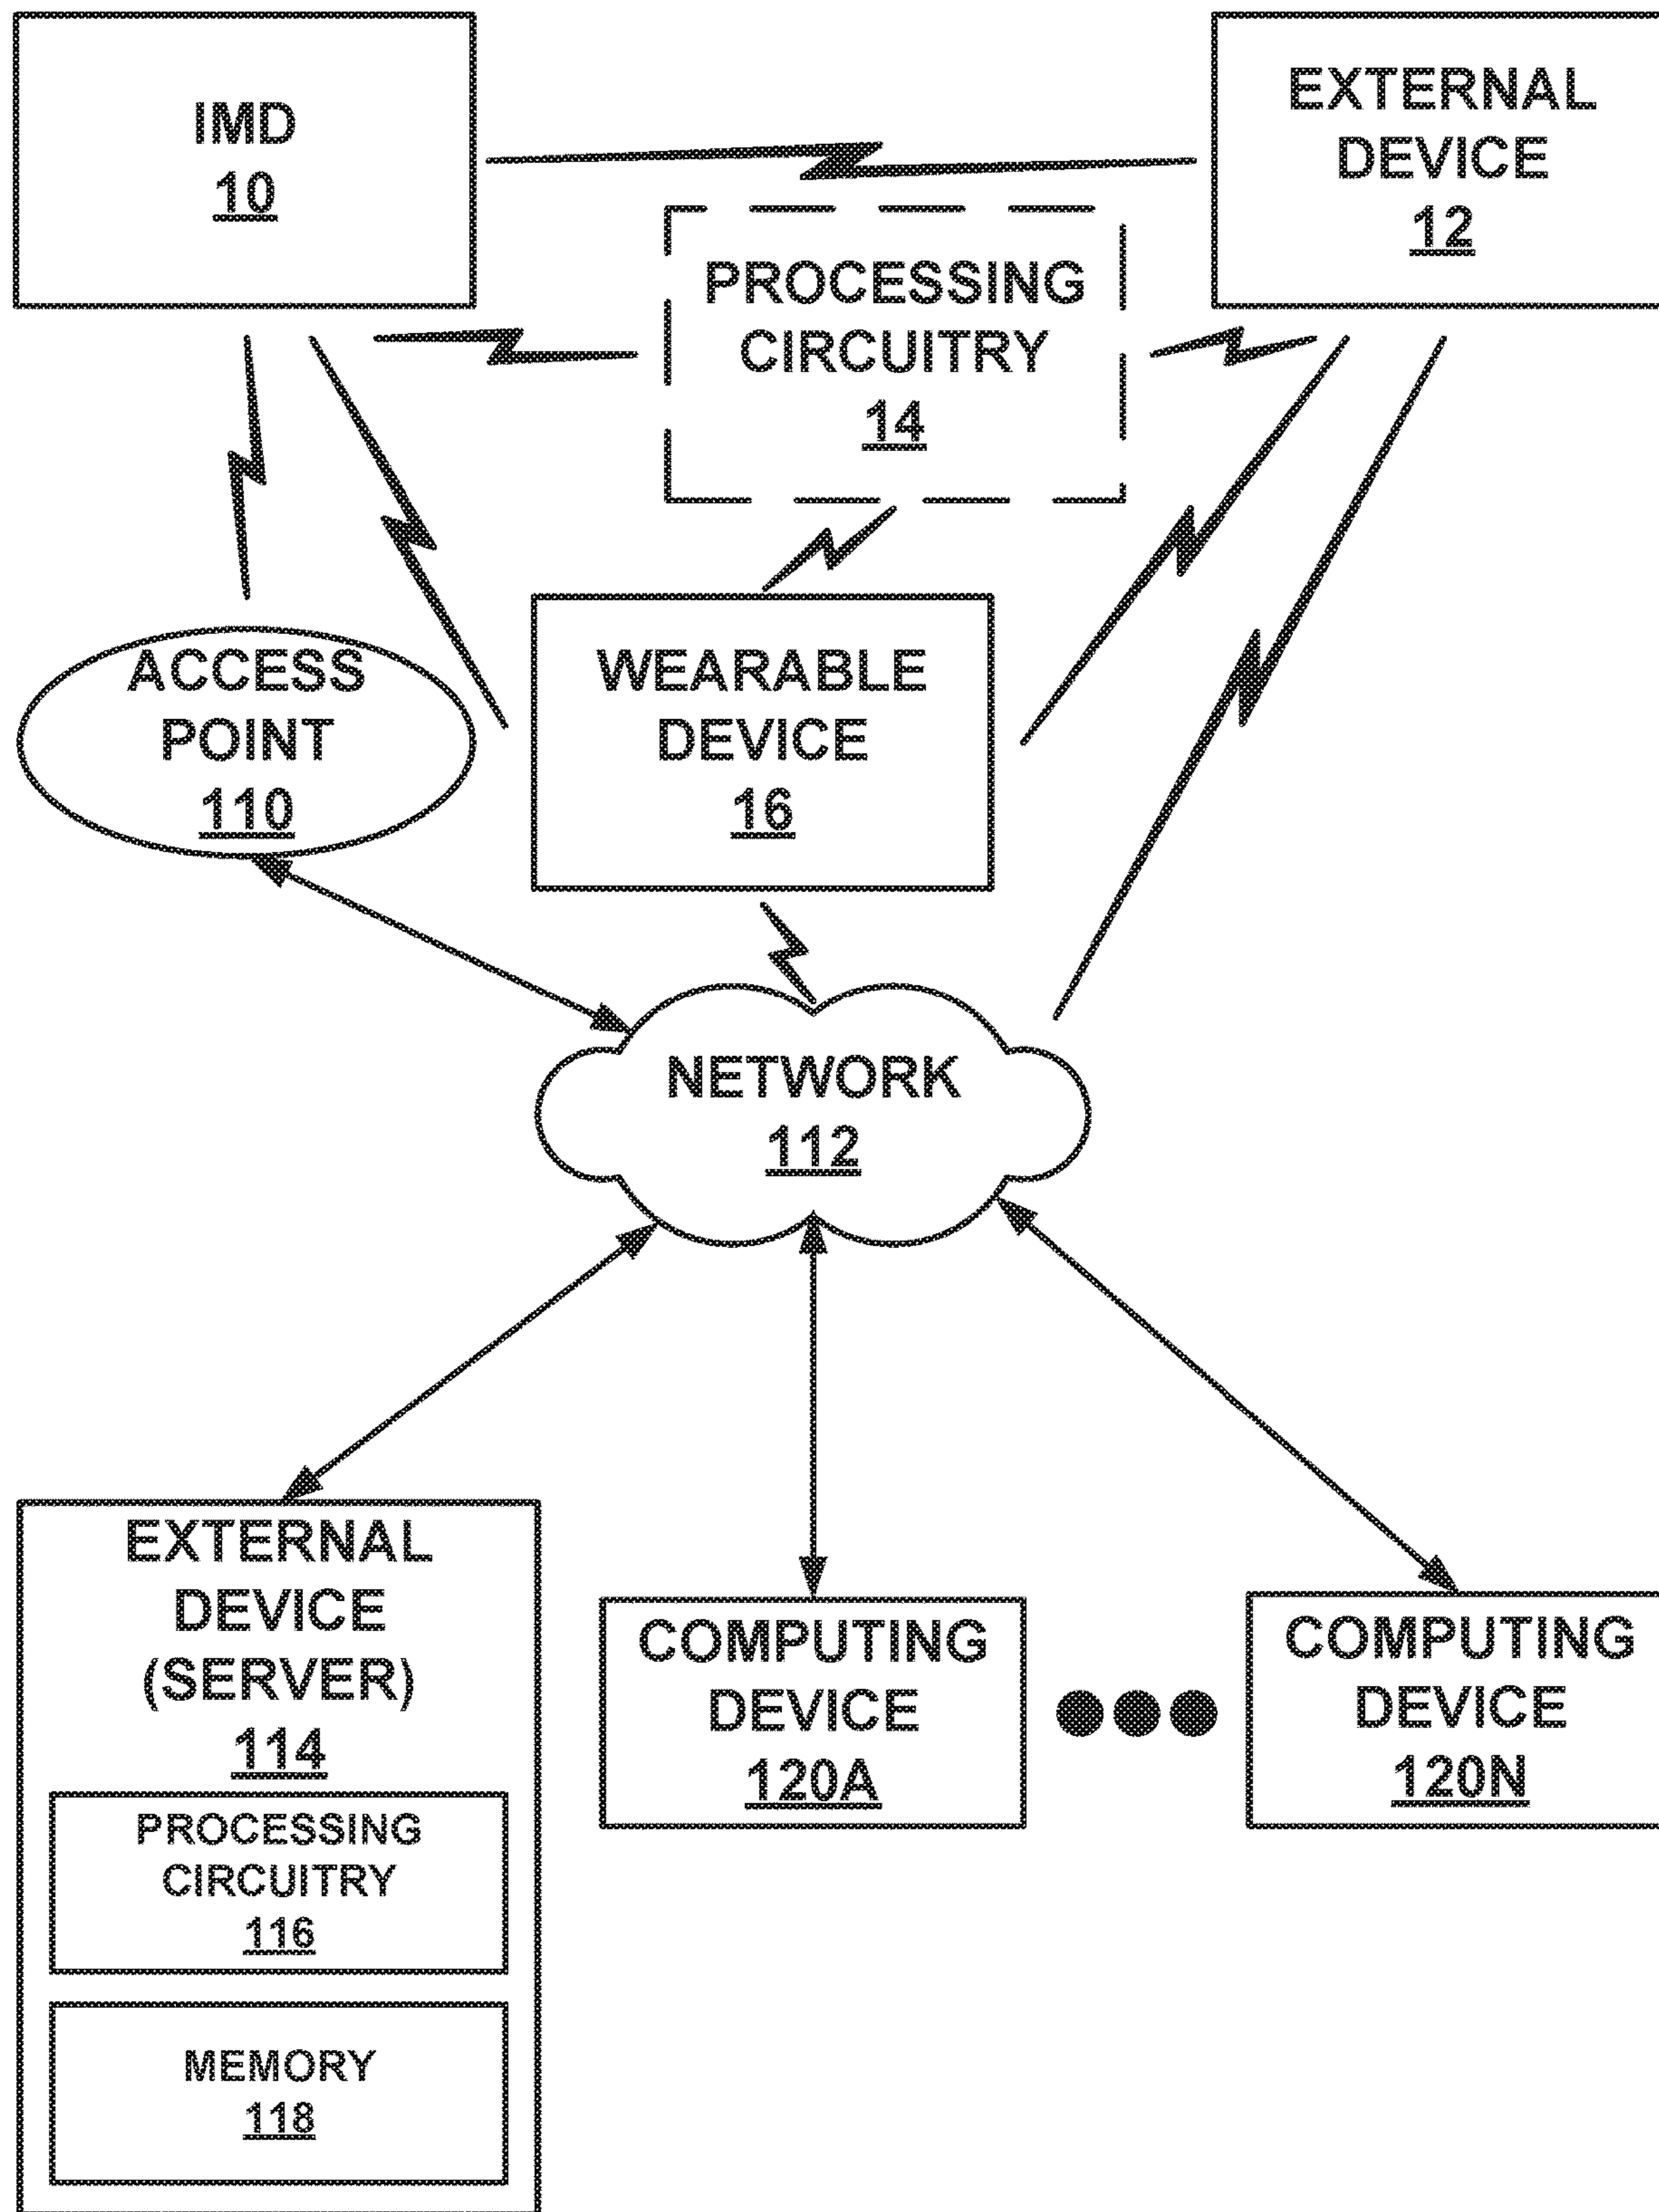 IMD
10
EXTERNAL
DEVICE
12
PROCESSING
CIRCUITRY
14
ACCESS
POINT
110
WEARABLE
DEVICE
16
NETWORK
112
EXTERNAL
DEVICE
(SERVER)
114
PROCESSING
CIRCUITRY
116
MEMORY
118
COMPUTING
DEVICE
120A
COMPUTING
DEVICE
120N